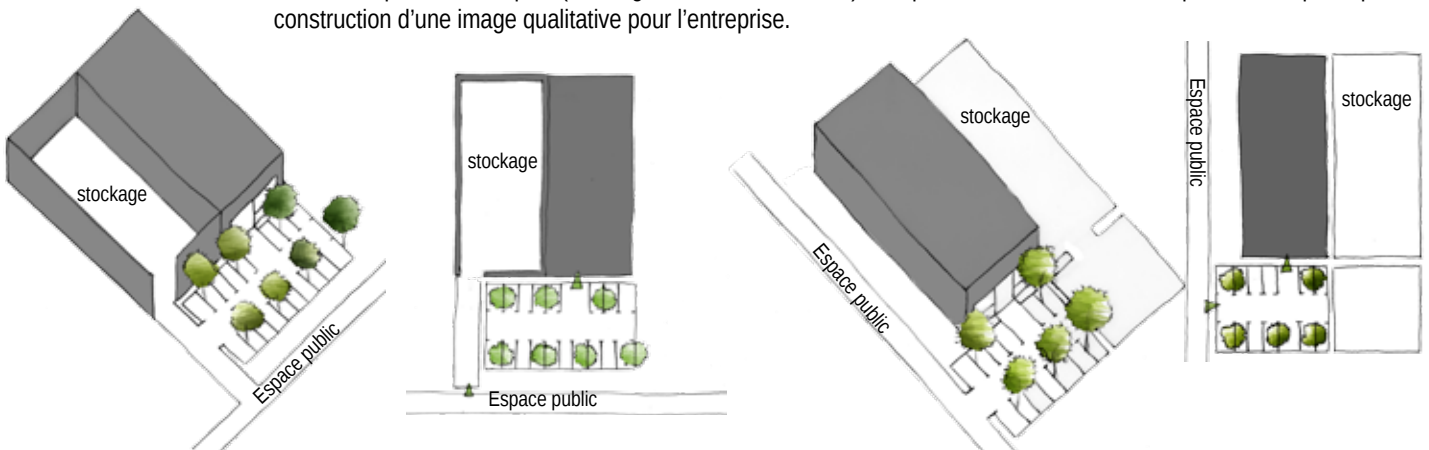 construction d’une image qualitative pour l’entreprise.
stockage
Espace public
stockage
Espace public
stockage
Espace public
Espace public
stockage